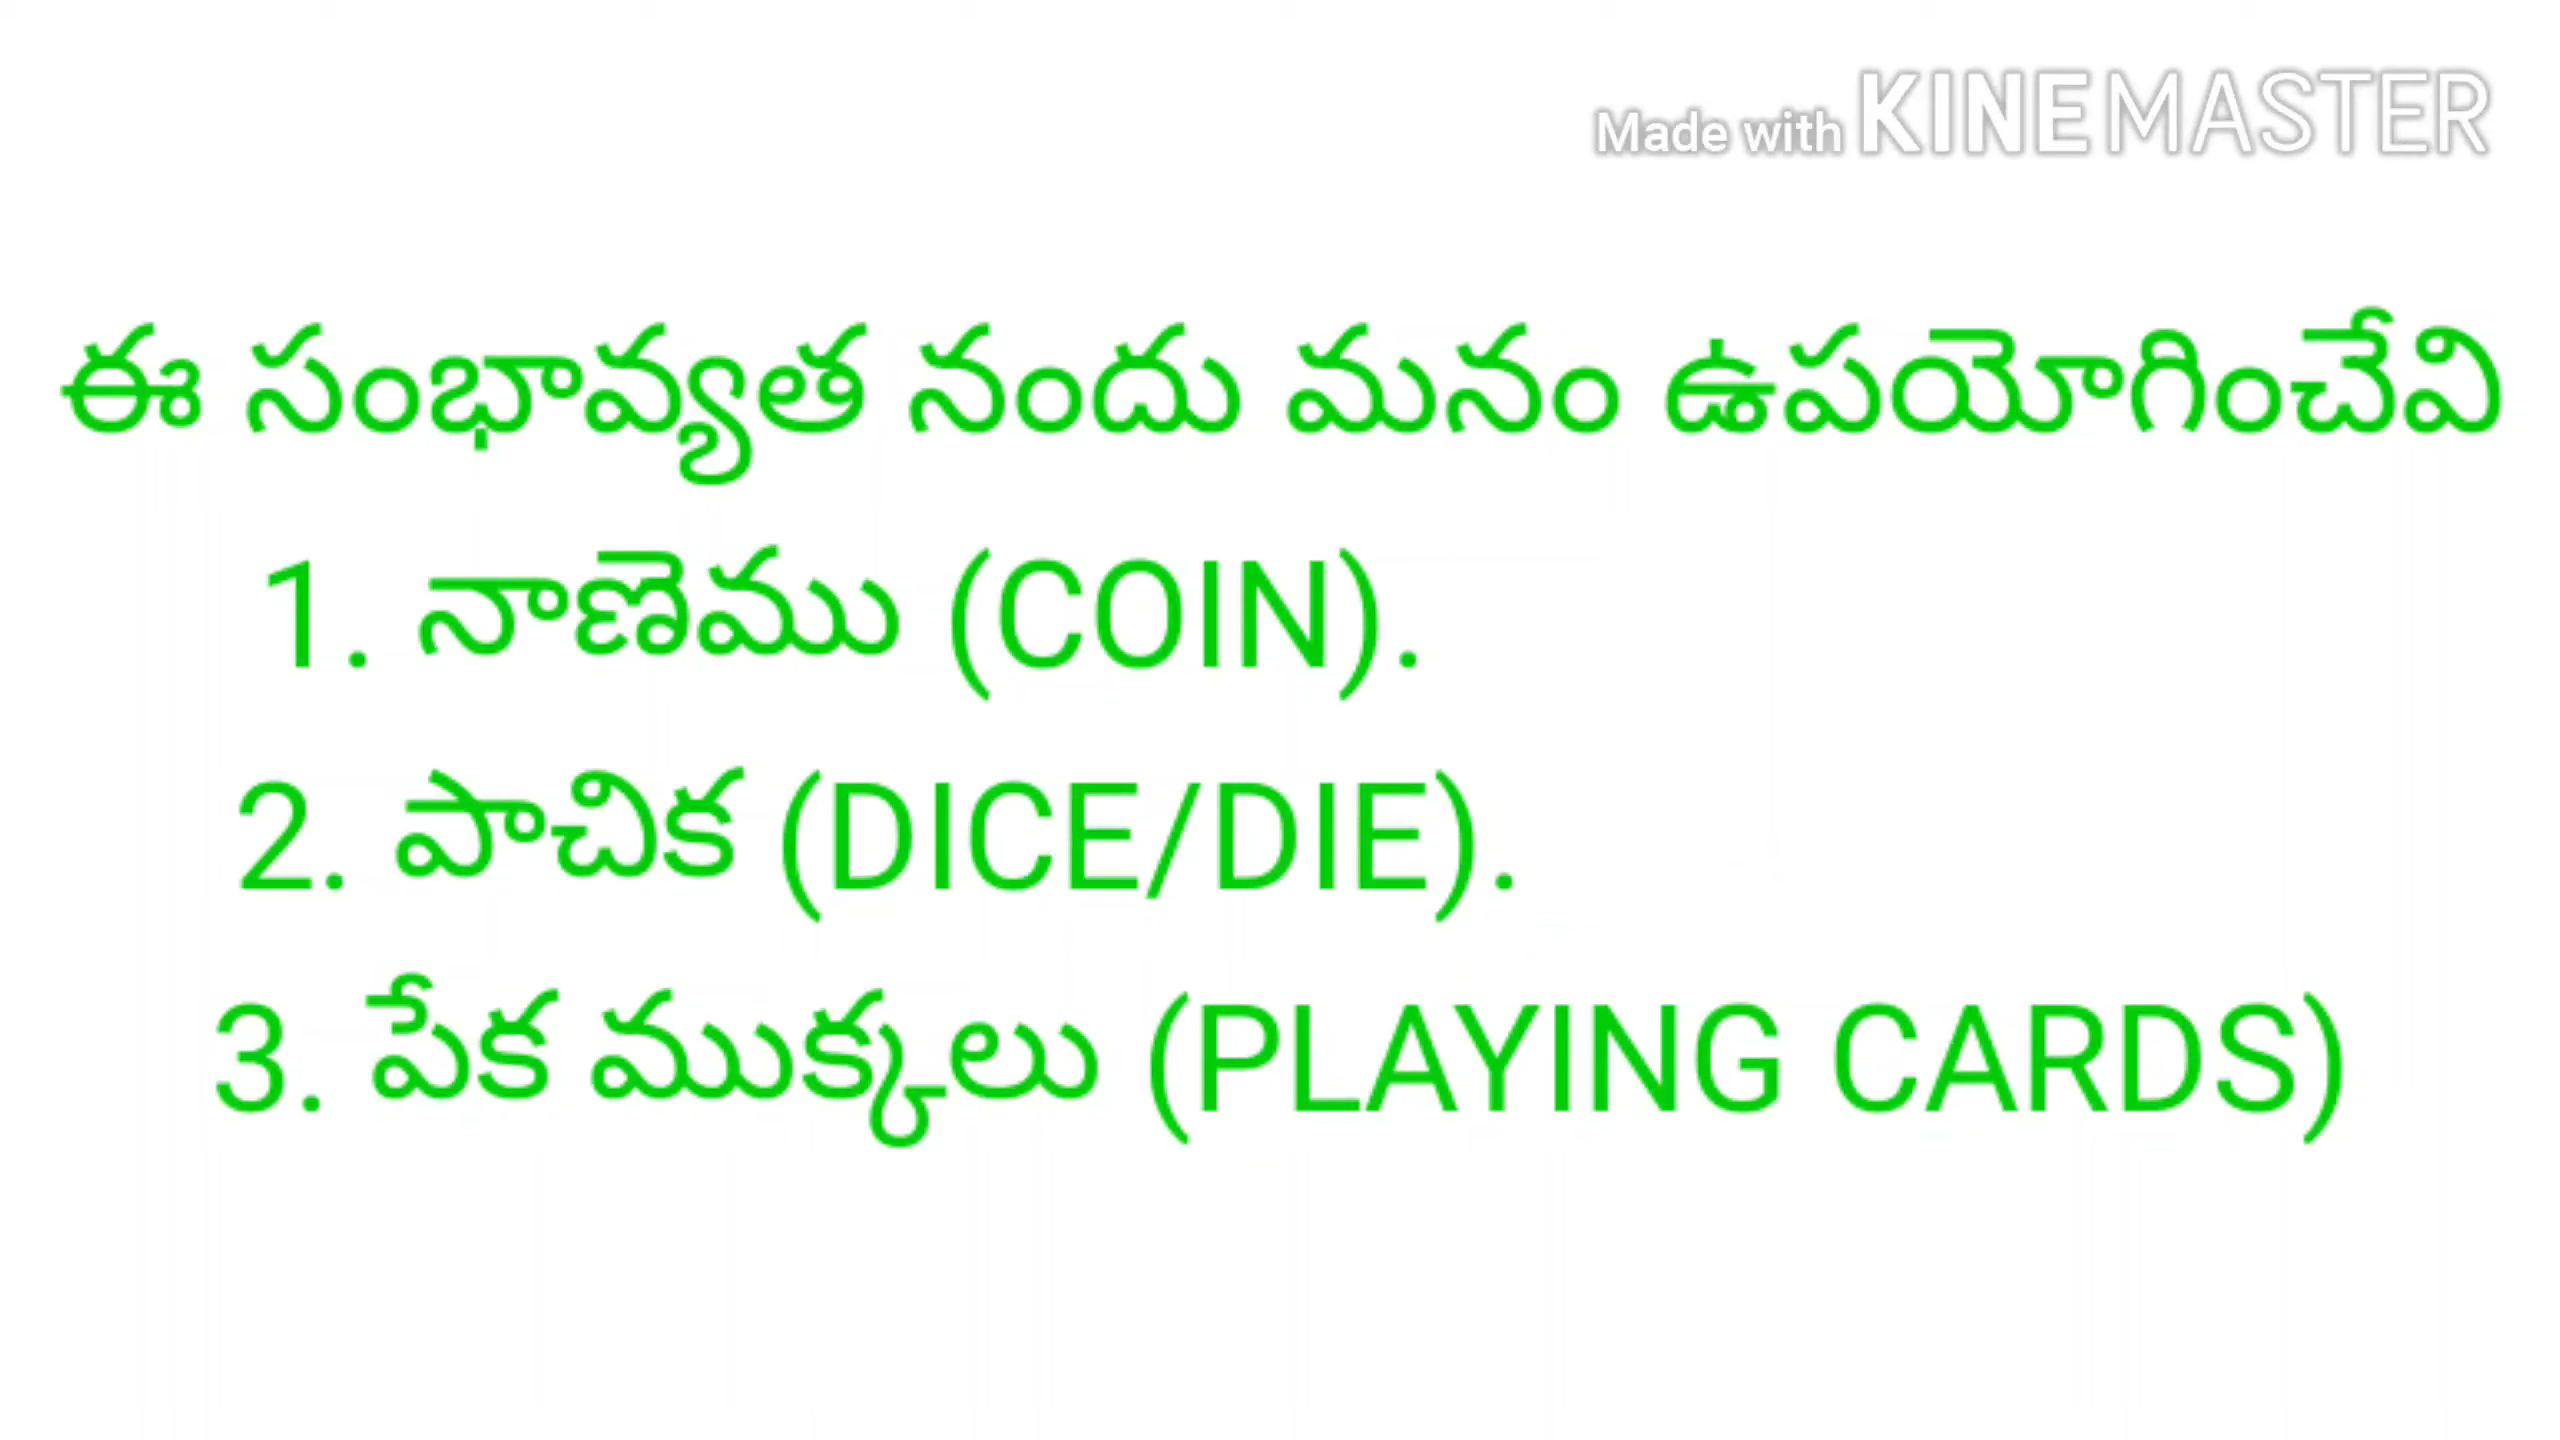 Made with KINEMASTER
ఈ సంభావ్యత నందు మనం ఉపయోగించేవి
1. నాణెము (COIN).
2. పాచిక (DICE/DIE).
3. పేక ముక్కలు (PLAYING CARDS)